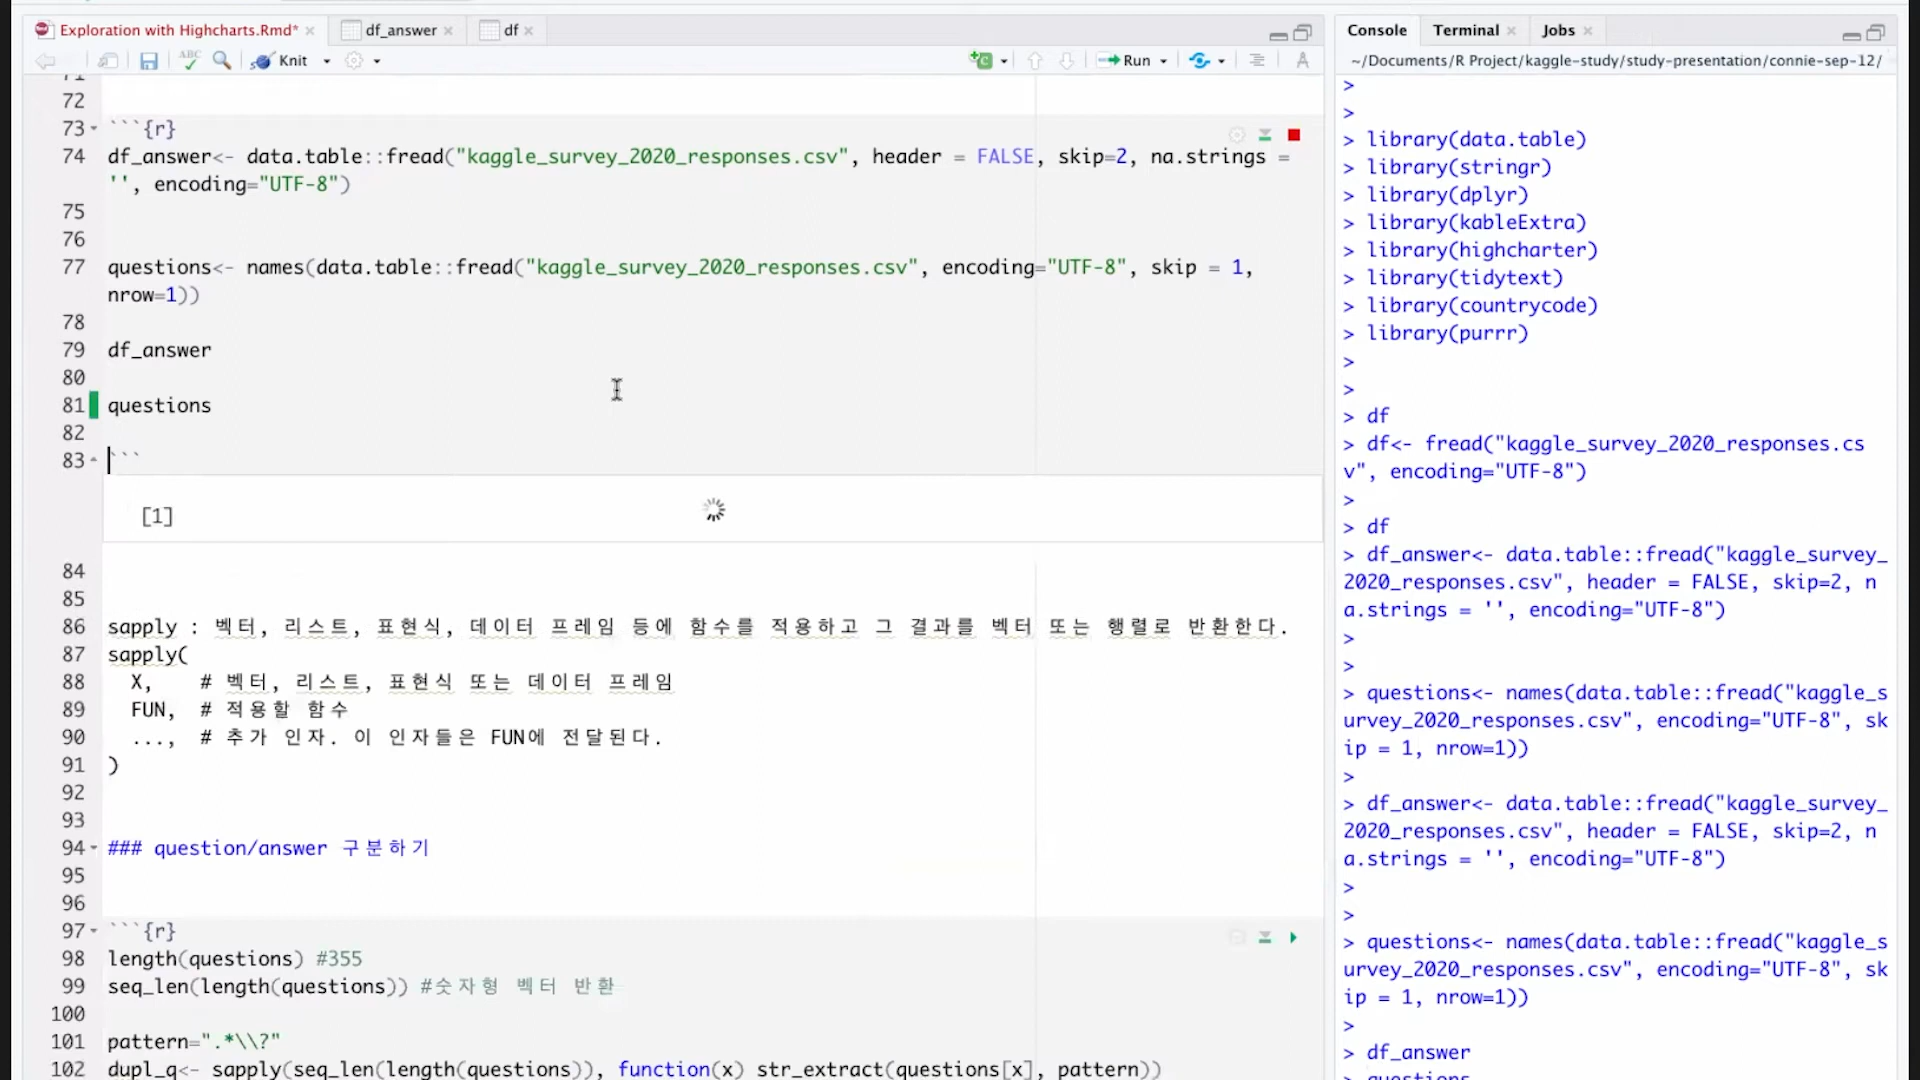 Exploration with Highcharts.Rmd* × df_answer × df ×
ABC Knit Run
71
72
73 ```{r}
74 df_answer<- data.table::fread("kaggle_survey_2020_responses.csv", header = FALSE, skip=2, na.strings =
'', encoding="UTF-8")
75
76
77 questions<- names(data.table::fread("kaggle_survey_2020_responses.csv", encoding="UTF-8", skip = 1,
nrow=1))
78
79 df_answer
80
81 questions
82
83 ```
[1]
84
85
86 sapply : 벡터, 리스트, 표현식, 데이터 프레임 등에 함수를 적용하고 그 결과를 벡터 또는 행렬로 반환한다.
87 sapply(
88 X, # 벡터, 리스트, 표현식 또는 데이터 프레임
89 FUN, # 적용할 함수
90 ..., # 추가 인자. 이 인자들은 FUN에 전달된다.
91 )
92
93
94 ### question/answer 구분하기
95
96
97 ```{r}
98 length(questions) #355
99 seq_len(length(questions)) #숫자형 벡터 반환
100
101 pattern=".*\\?"
102 dupl_q<- sapply(seq_len(length(questions)), function(x) str_extract(questions[x], pattern))
Console Terminal × Jobs ×
~/Documents/R Project/kaggle-study/study-presentation/connie-sep-12/
>
>
> library(data.table)
> library(stringr)
> library(dplyr)
> library(kableExtra)
> library(highcharter)
> library(tidytext)
> library(countrycode)
> library(purrr)
>
>
> df
> df<- fread("kaggle_survey_2020_responses.cs
v", encoding="UTF-8")
>
> df
> df_answer<- data.table::fread("kaggle_survey_
2020_responses.csv", header = FALSE, skip=2, n
a.strings = '', encoding="UTF-8")
>
>
> questions<- names(data.table::fread("kaggle_s
urvey_2020_responses.csv", encoding="UTF-8", sk
ip = 1, nrow=1))
>
> df_answer<- data.table::fread("kaggle_survey_
2020_responses.csv", header = FALSE, skip=2, n
a.strings = '', encoding="UTF-8")
>
>
> questions<- names(data.table::fread("kaggle_s
urvey_2020_responses.csv", encoding="UTF-8", sk
ip = 1, nrow=1))
>
> df_answer
> questions